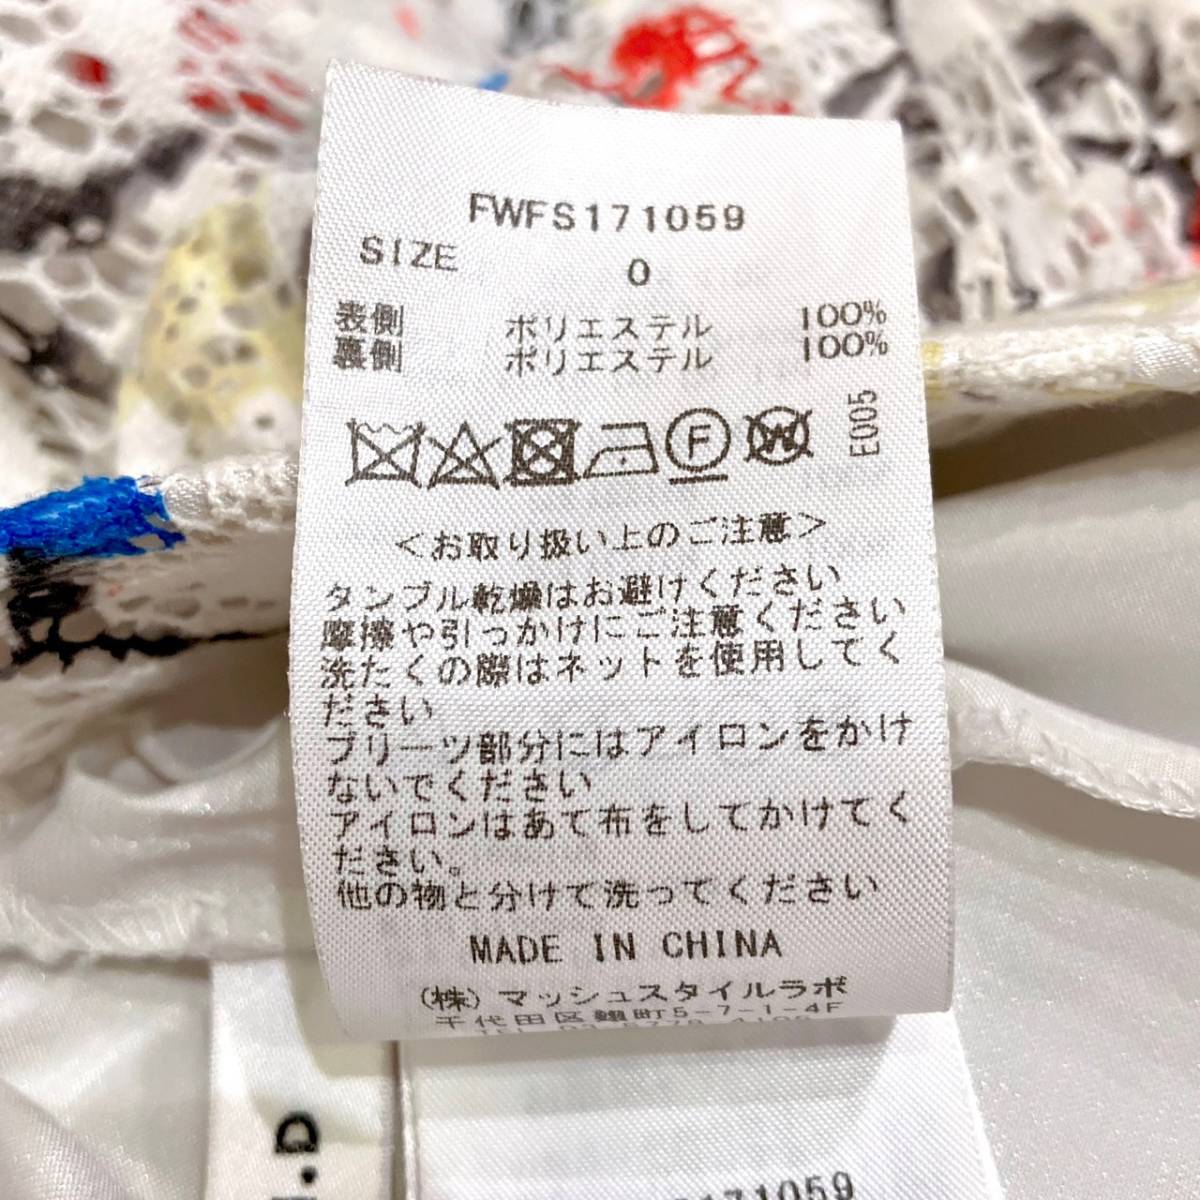 FWFS171059
SIZE 0
表側 ポリエステル 100%
裏側 ポリエステル 100%
F
W
E005
<お取り扱い上のご注意>
タンブル乾燥はお避けください
摩擦や引っかけにご注意ください
洗たくの際はネットを使用してく
ださい
プリーツ部分にはアイロンをかけ
ないでください
アイロンはあて布をしてかけてく
ださい。
他の物と分けて洗ってください
MADE IN CHINA
(株)マッシュスタイルラボ
千代田区麹町5-7-1-4F
.D
171059